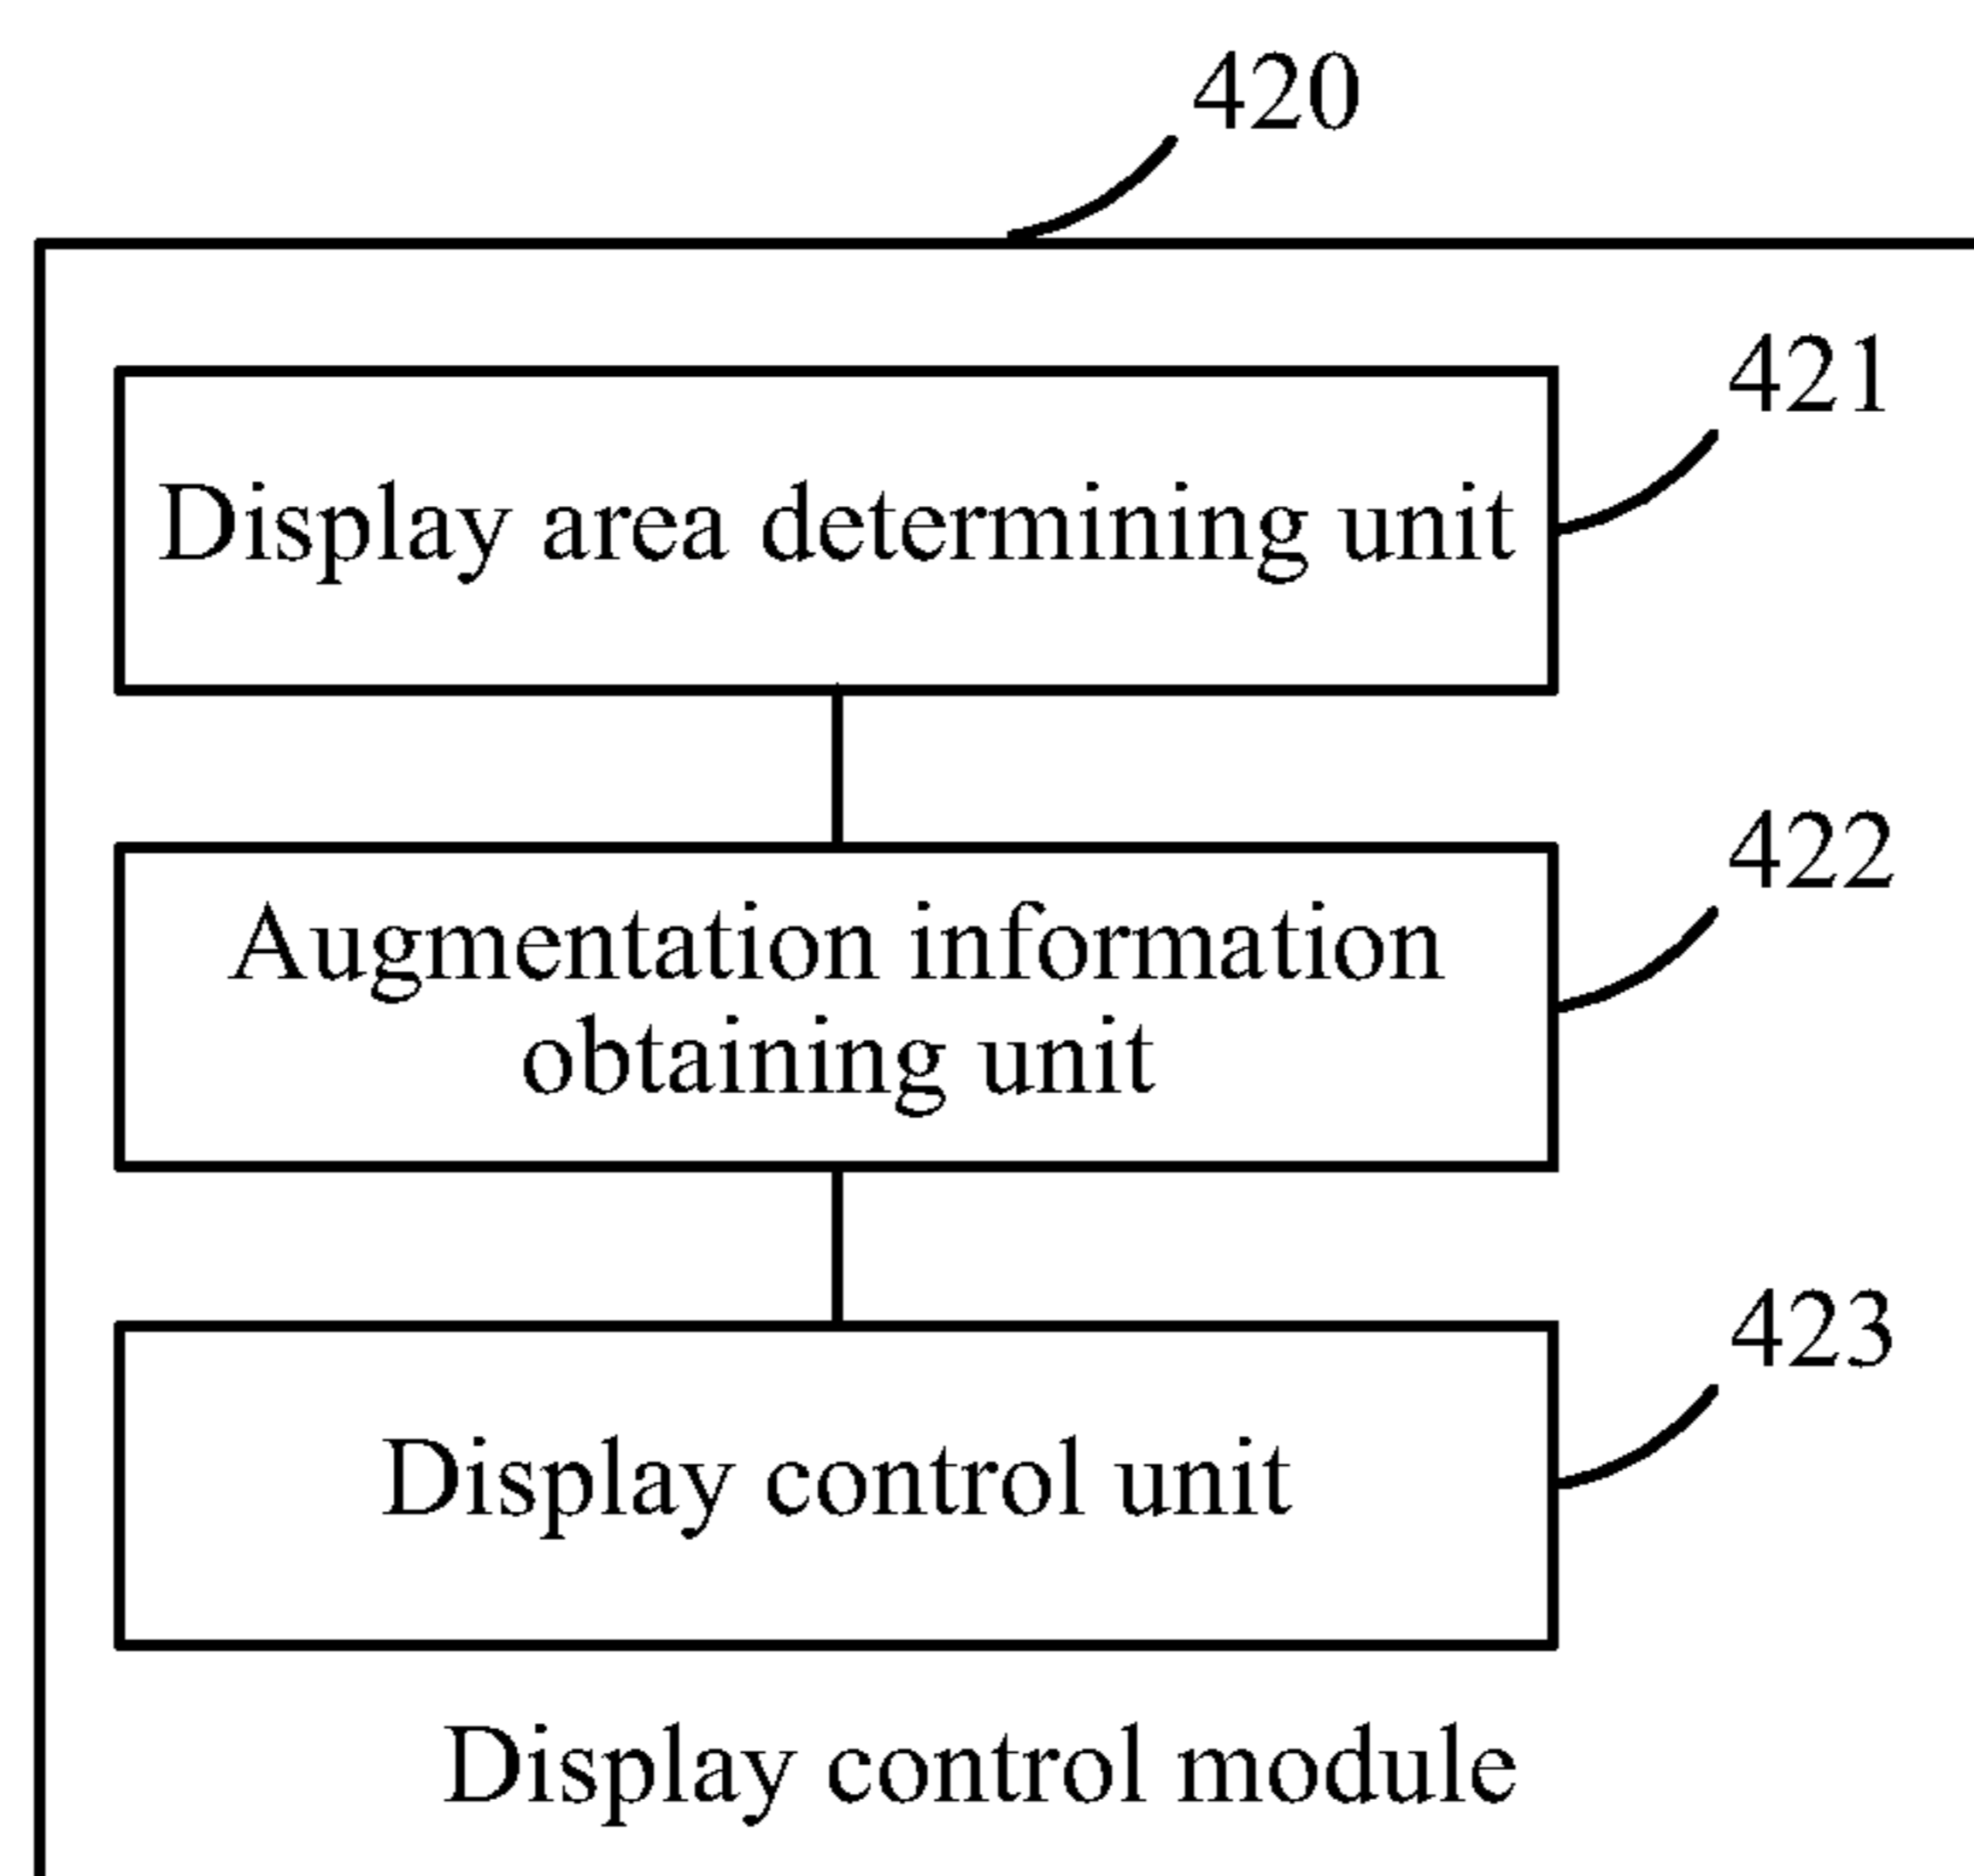 420
421
Display area determining unit
422
Augmentation information
obtaining unit
423
Display control unit
Display control module